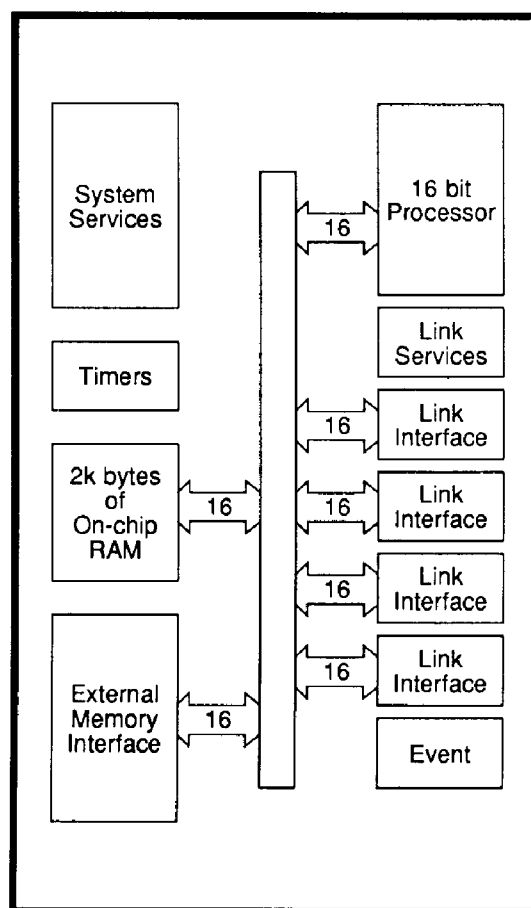 System
Services
Timers
2k bytes
of
On-chip
RAM
16
External
Memory
Interface
16
16 bit
Processor
16
Link
Services
Link
Interface
16
Link
Interface
16
Link
Interface
16
Link
Interface
16
Event